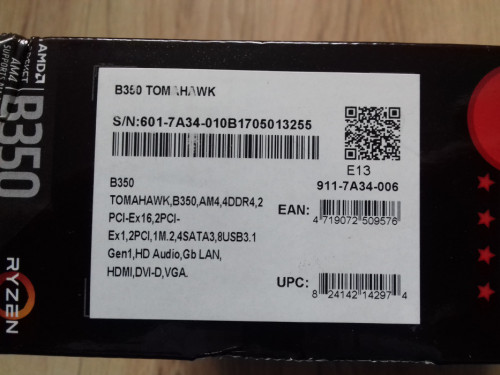 AMD
SOCKET AM4
B350
RYZEN
B350 TOMAHAWK
S/N:601-7A34-010B1705013255
E13
911-7A34-006
B350
TOMAHAWK,B350,AM4,4DDR4,2
PCI-Ex16,2PCI-
Ex1,2PCI,1M.2,4SATA3,8USB3.1
Gen1,HD Audio,Gb LAN,
HDMI,DVI-D,VGA.
EAN:
4 719072 509576
UPC:
8 24142 14297 4